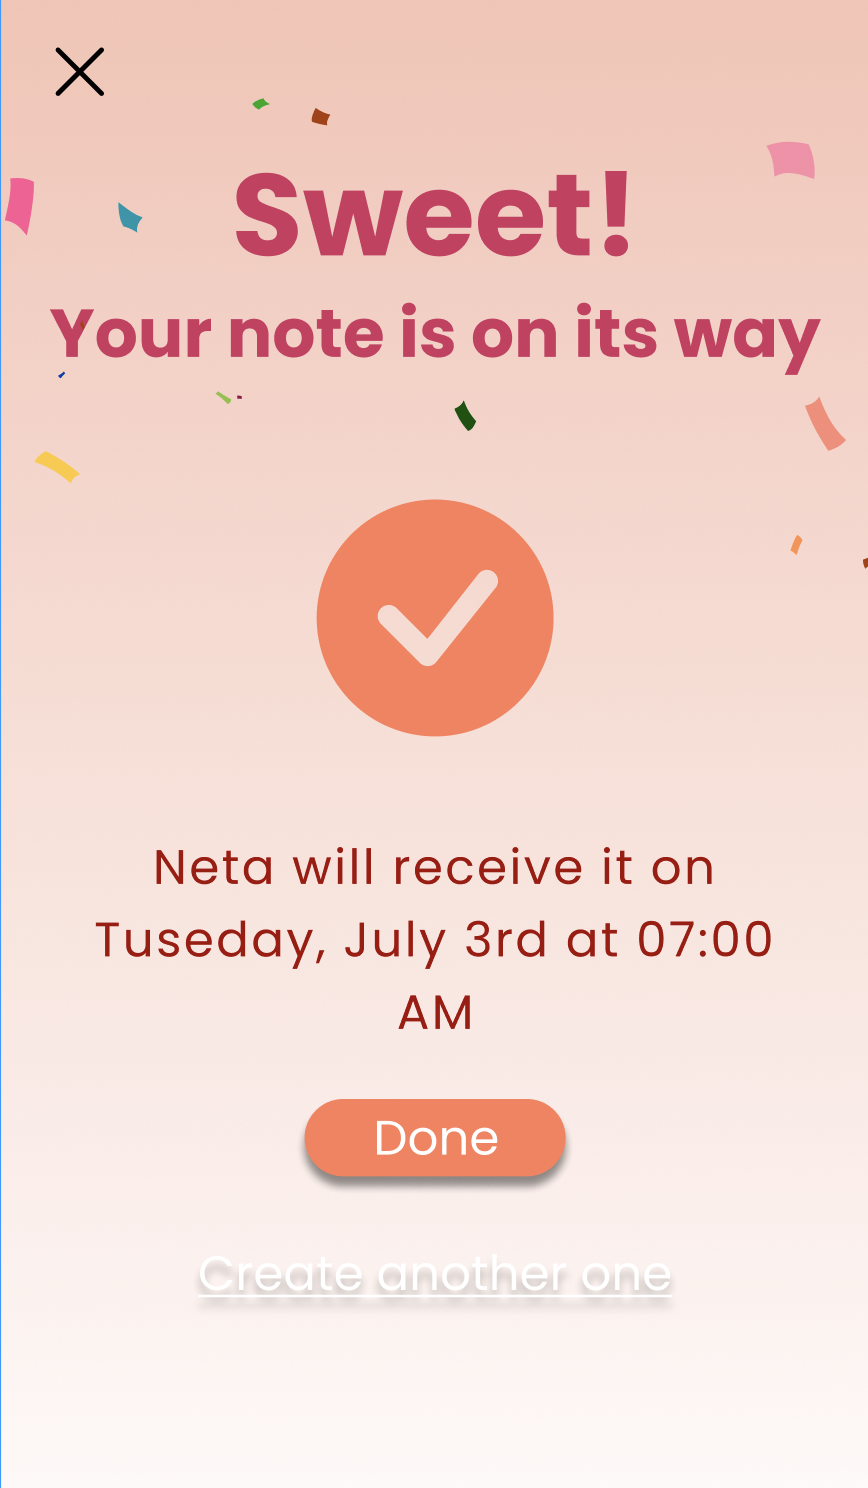 Sweet!
Your note is on its way
Neta will receive it on
Tuseday, July 3rd at 07:00
AM
Done
Create another one